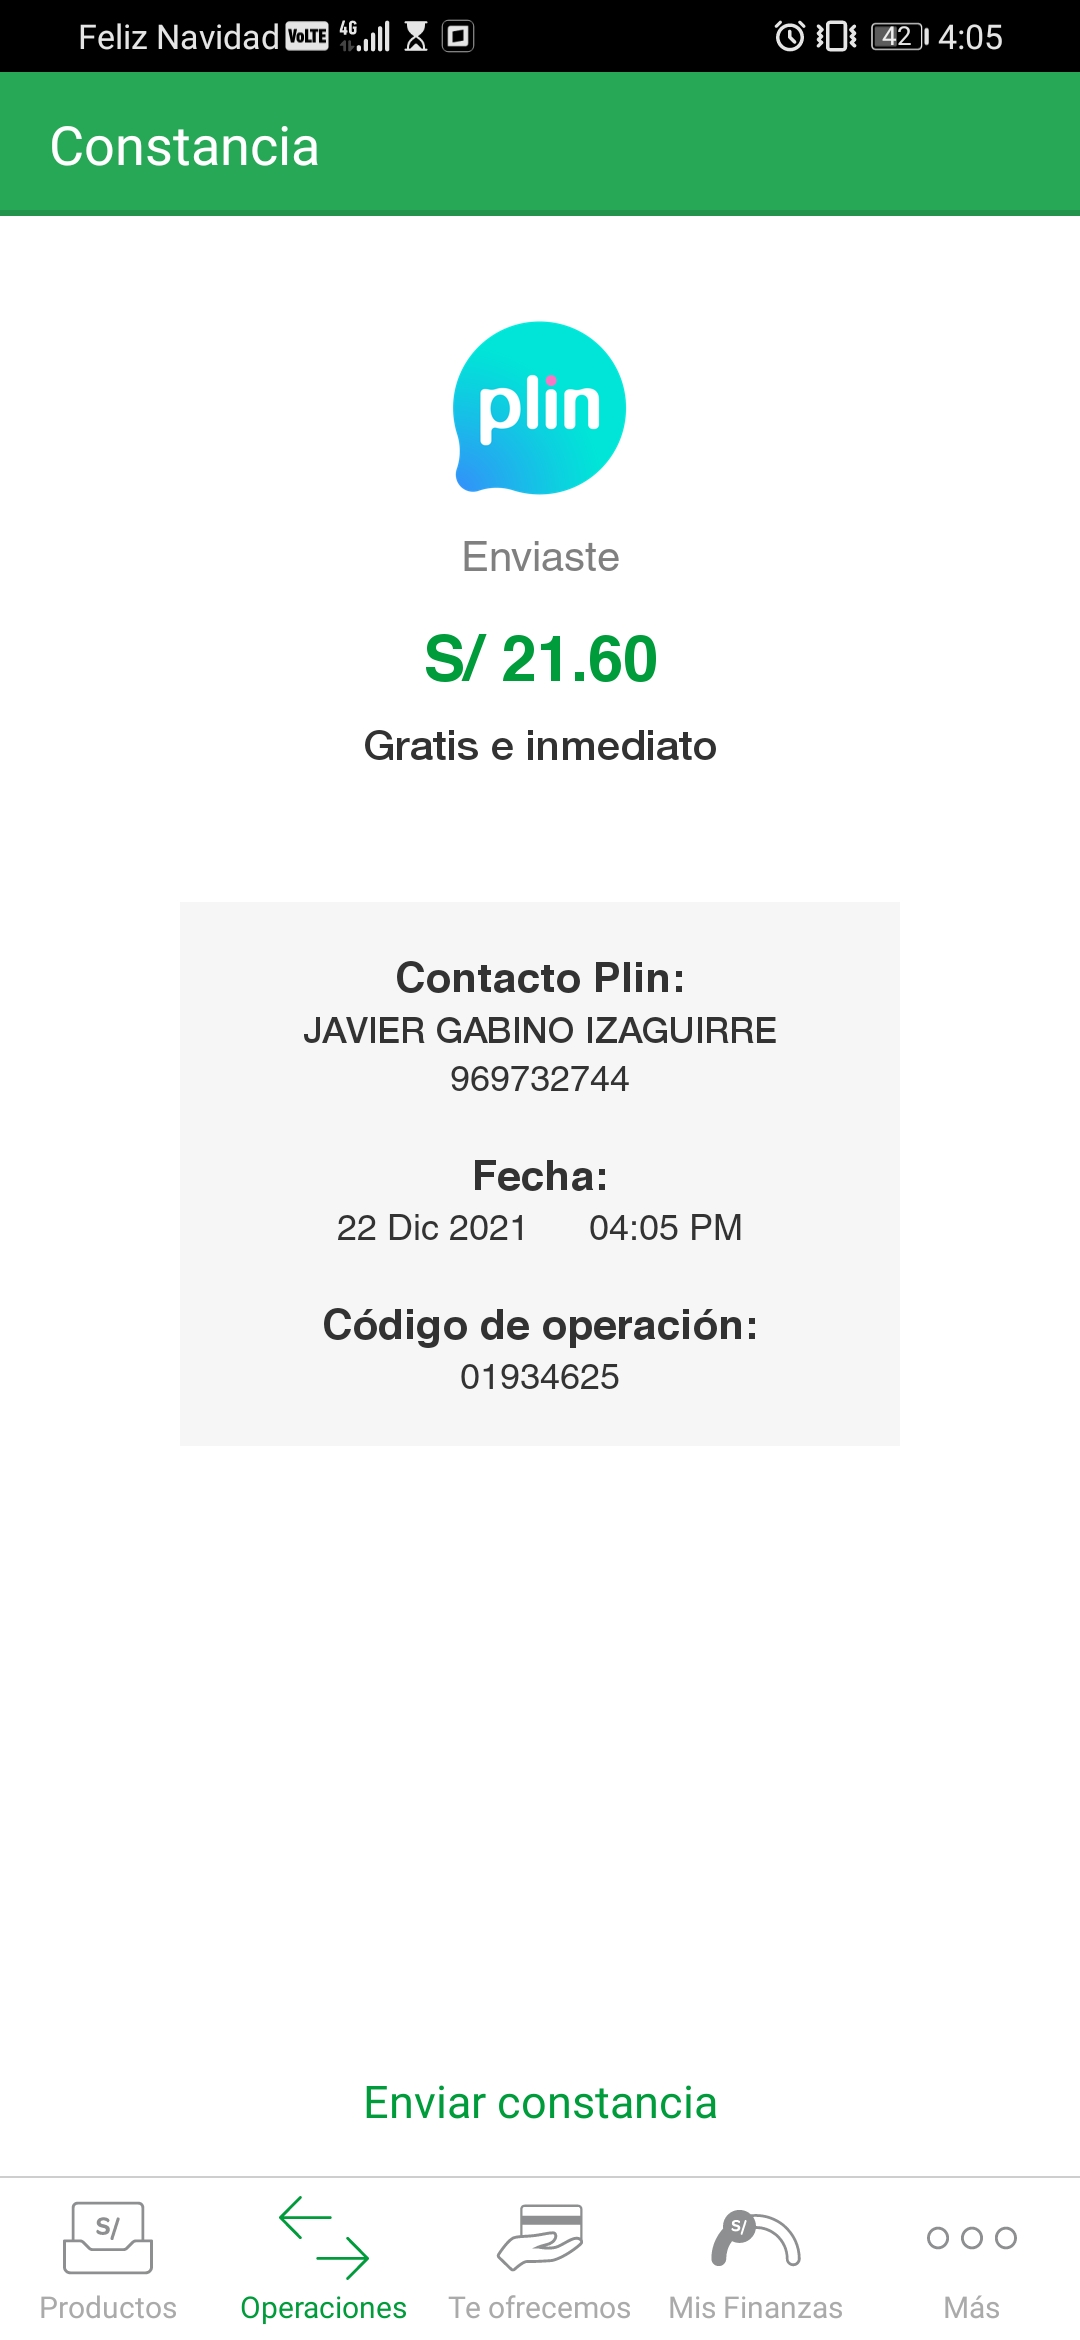 Feliz Navidad VoLTE 4G 42 4:05
Constancia
plin
Enviaste
S/ 21.60
Gratis e inmediato
Contacto Plin:
JAVIER GABINO IZAGUIRRE
969732744
Fecha:
22 Dic 2021 04:05 PM
Código de operación:
01934625
Enviar constancia
S/ S/
Productos Operaciones Te ofrecemos Mis Finanzas Más